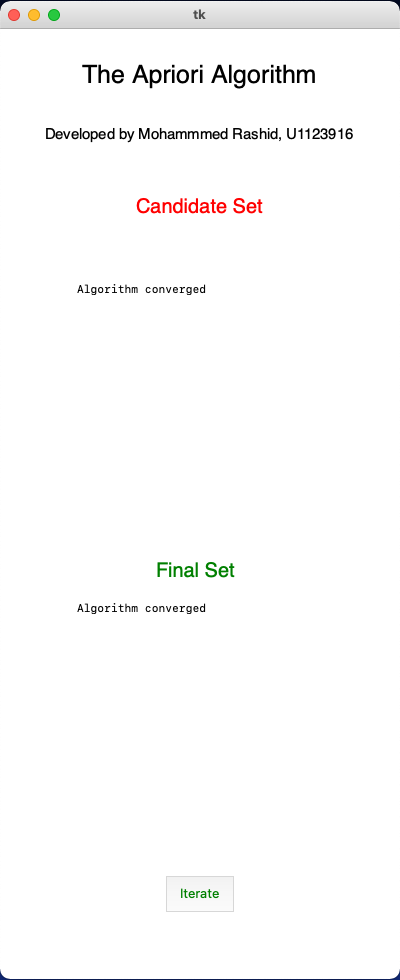 tk
The Apriori Algorithm
Developed by Mohammmed Rashid, U1123916
Candidate Set
Algorithm converged
Final Set
Algorithm converged
Iterate